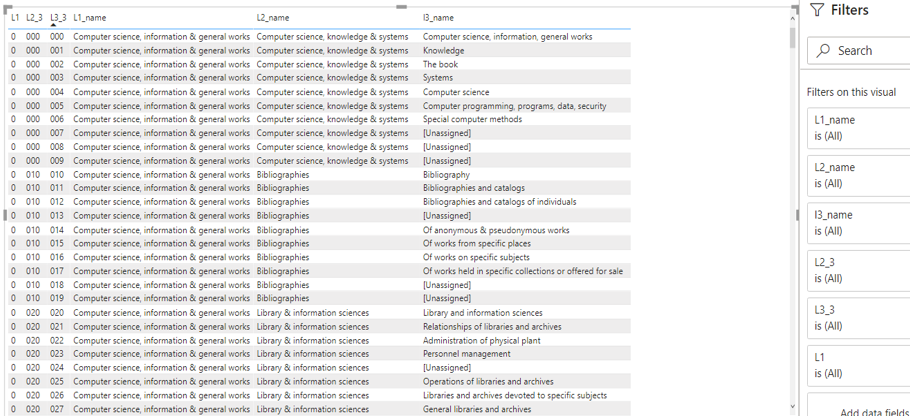 L1 L2_3 L3_3 L1_name L2_name l3_name
0 000 000 Computer science, information & general works Computer science, knowledge & systems Computer science, information, general works
0 000 001 Computer science, information & general works Computer science, knowledge & systems Knowledge
0 000 002 Computer science, information & general works Computer science, knowledge & systems The book
0 000 003 Computer science, information & general works Computer science, knowledge & systems Systems
0 000 004 Computer science, information & general works Computer science, knowledge & systems Computer science
0 000 005 Computer science, information & general works Computer science, knowledge & systems Computer programming, programs, data, security
0 000 006 Computer science, information & general works Computer science, knowledge & systems Special computer methods
0 000 007 Computer science, information & general works Computer science, knowledge & systems [Unassigned]
0 000 008 Computer science, information & general works Computer science, knowledge & systems [Unassigned]
0 000 009 Computer science, information & general works Computer science, knowledge & systems [Unassigned]
0 010 010 Computer science, information & general works Bibliographies Bibliography
0 010 011 Computer science, information & general works Bibliographies Bibliographies and catalogs
0 010 012 Computer science, information & general works Bibliographies Bibliographies and catalogs of individuals
0 010 013 Computer science, information & general works Bibliographies [Unassigned]
0 010 014 Computer science, information & general works Bibliographies Of anonymous & pseudonymous works
0 010 015 Computer science, information & general works Bibliographies Of works from specific places
0 010 016 Computer science, information & general works Bibliographies Of works on specific subjects
0 010 017 Computer science, information & general works Bibliographies Of works held in specific collections or offered for sale
0 010 018 Computer science, information & general works Bibliographies [Unassigned]
0 010 019 Computer science, information & general works Bibliographies [Unassigned]
0 020 020 Computer science, information & general works Library & information sciences Library and information sciences
0 020 021 Computer science, information & general works Library & information sciences Relationships of libraries and archives
0 020 022 Computer science, information & general works Library & information sciences Administration of physical plant
0 020 023 Computer science, information & general works Library & information sciences Personnel management
0 020 024 Computer science, information & general works Library & information sciences [Unassigned]
0 020 025 Computer science, information & general works Library & information sciences Operations of libraries and archives
0 020 026 Computer science, information & general works Library & information sciences Libraries and archives devoted to specific subjects
0 020 027 Computer science, information & general works Library & information sciences General libraries and archives
Filters
Search
Filters on this visual
L1_name
is (All)
L2_name
is (All)
l3_name
is (All)
L2_3
is (All)
L3_3
is (All)
L1
is (All)
Add data fields